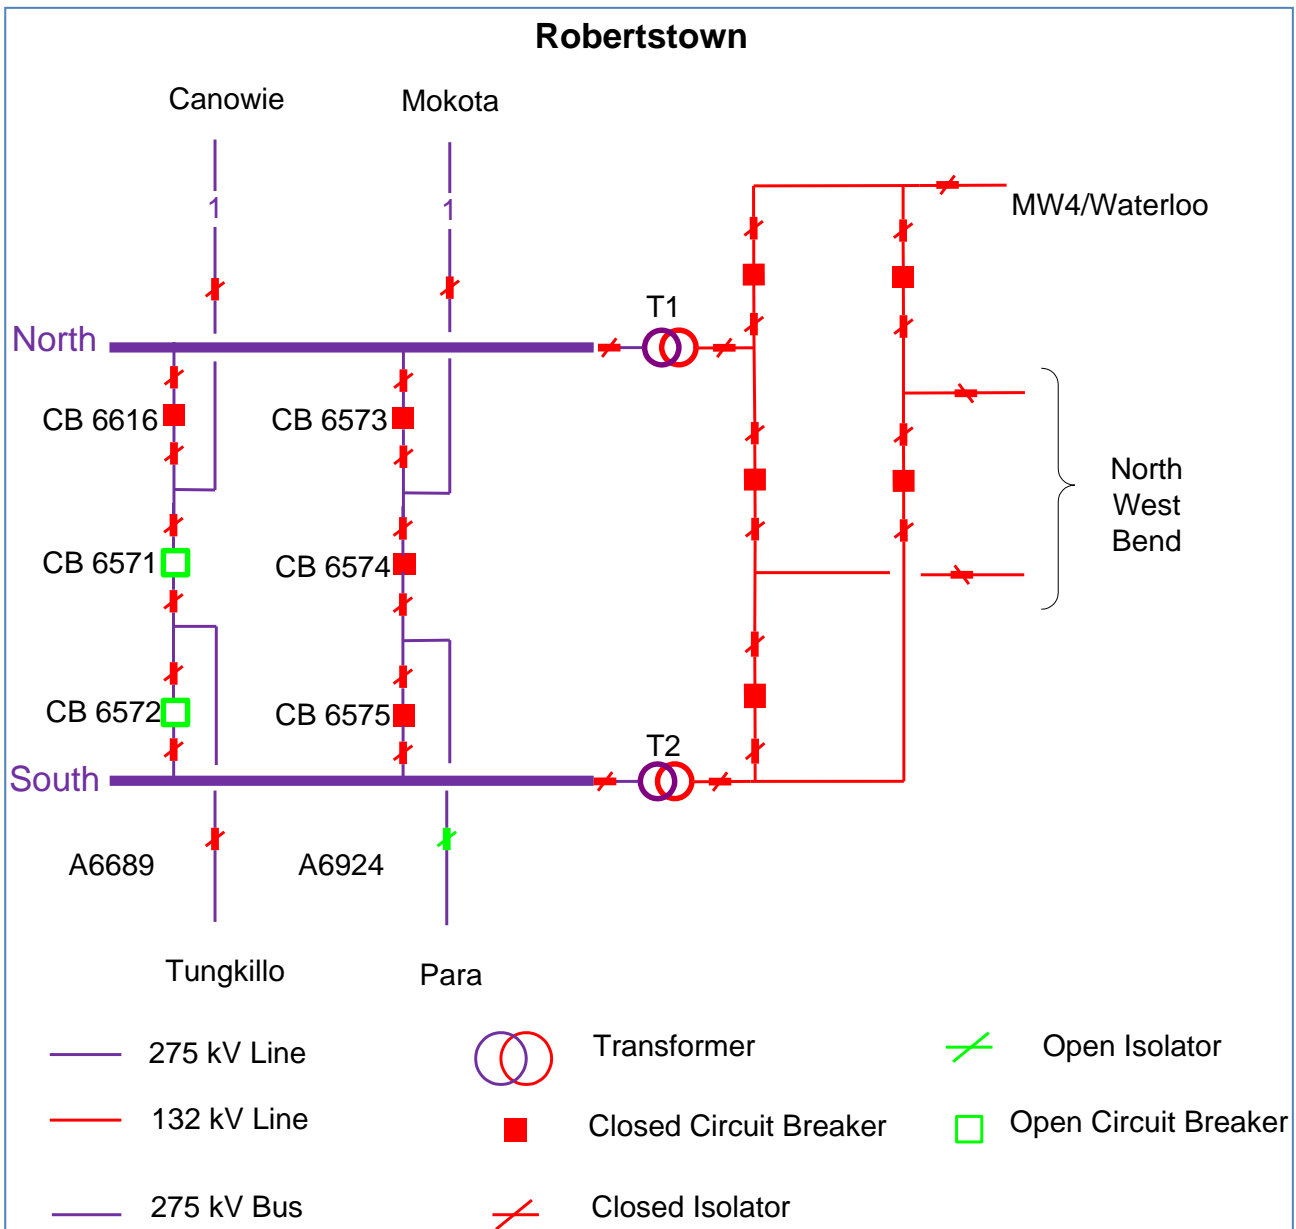 Robertstown
Canowie
Mokota
1
1
MW4/Waterloo
T1
North
CB 6616
CB 6573
North
West
Bend
CB 6571
CB 6574
CB 6572
CB 6575
T2
South
A6689
A6924
Tungkillo
Para
275 kV Line
Transformer
Open Isolator
132 kV Line
Closed Circuit Breaker
Open Circuit Breaker
275 kV Bus
Closed Isolator